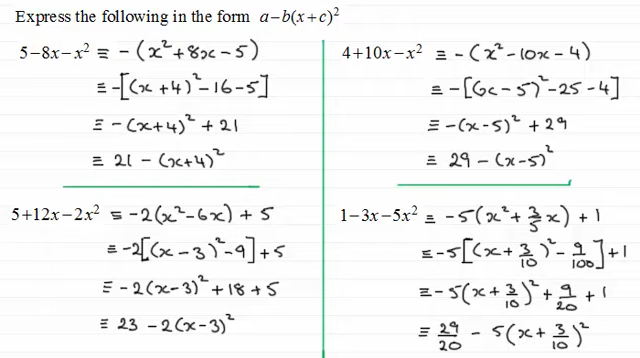 Express the following in the form a–b(x+c)²
5–8x–x² ≡ –(x²+8x–5)
≡ –[(x+4)²–16–5]
≡ –(x+4)² + 21
≡ 21 – (x+4)²
4+10x–x² ≡ –(x²–10x–4)
≡ –[(x–5)²–25–4]
≡ –(x–5)² + 29
≡ 29 – (x–5)²
5+12x–2x² ≡ –2(x²–6x) + 5
≡ –2[(x–3)²–9] + 5
≡ –2(x–3)² + 18 + 5
≡ 23 – 2(x–3)²
1–3x–5x² ≡ –5(x² + 3/5 x) + 1
≡ –5[(x + 3/10)² – 9/100] + 1
≡ –5(x + 3/10)² + 9/20 + 1
≡ 29/20 – 5(x + 3/10)²